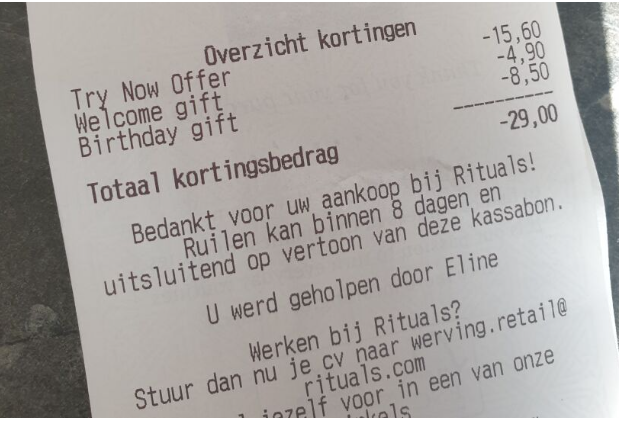 Overzicht kortingen
Try Now Offer -15,60
Welcome gift -4,90
Birthday gift -8,50
----------
Totaal kortingsbedrag -29,00
Bedankt voor uw aankoop bij Rituals!
Ruilen kan binnen 8 dagen en
uitsluitend op vertoon van deze kassabon.
U werd geholpen door Eline
Werken bij Rituals?
Stuur dan nu je cv naar werving.retail@
rituals.com
jezelf voor in een van onze